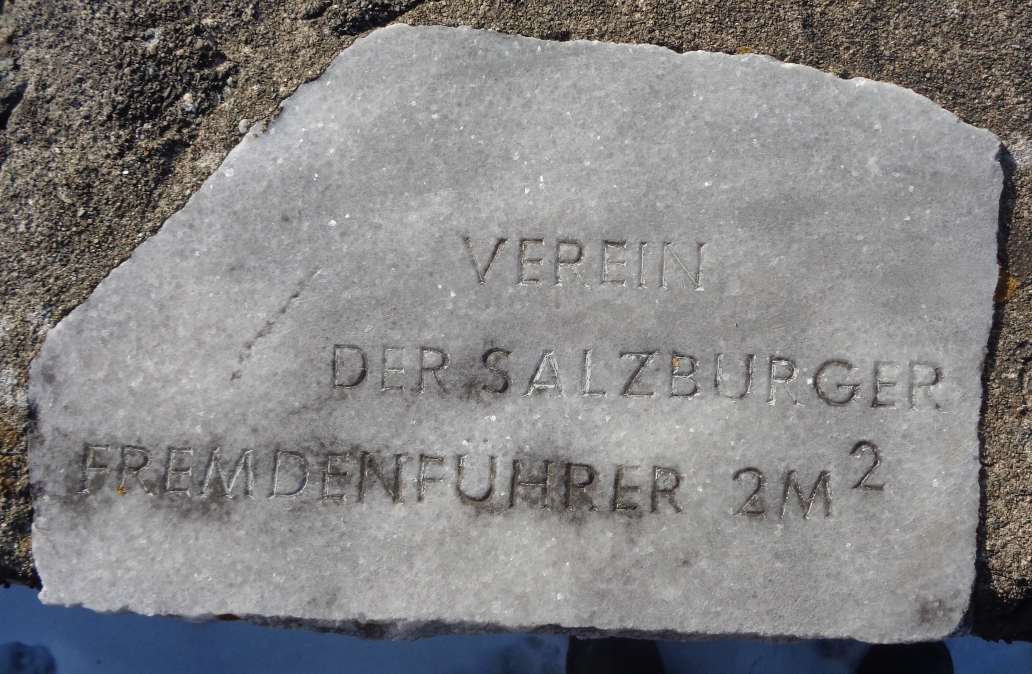 VEREIN
DER SALZBURGER
FREMDENFÜHRER 2M²